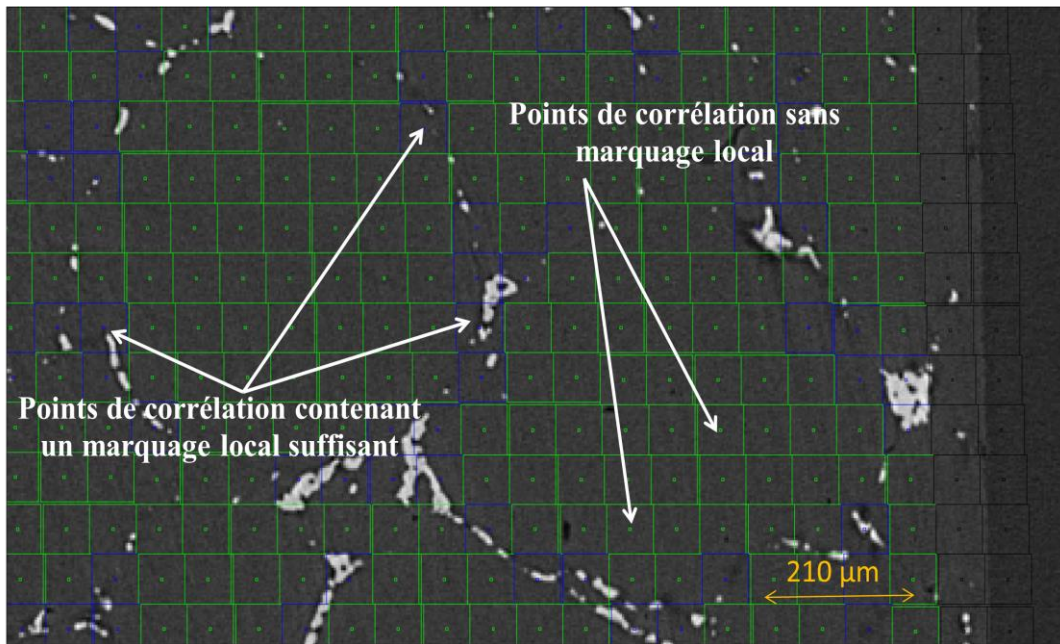 Points de corrélation sans
marquage local
Points de corrélation contenant
un marquage local suffisant
210 µm